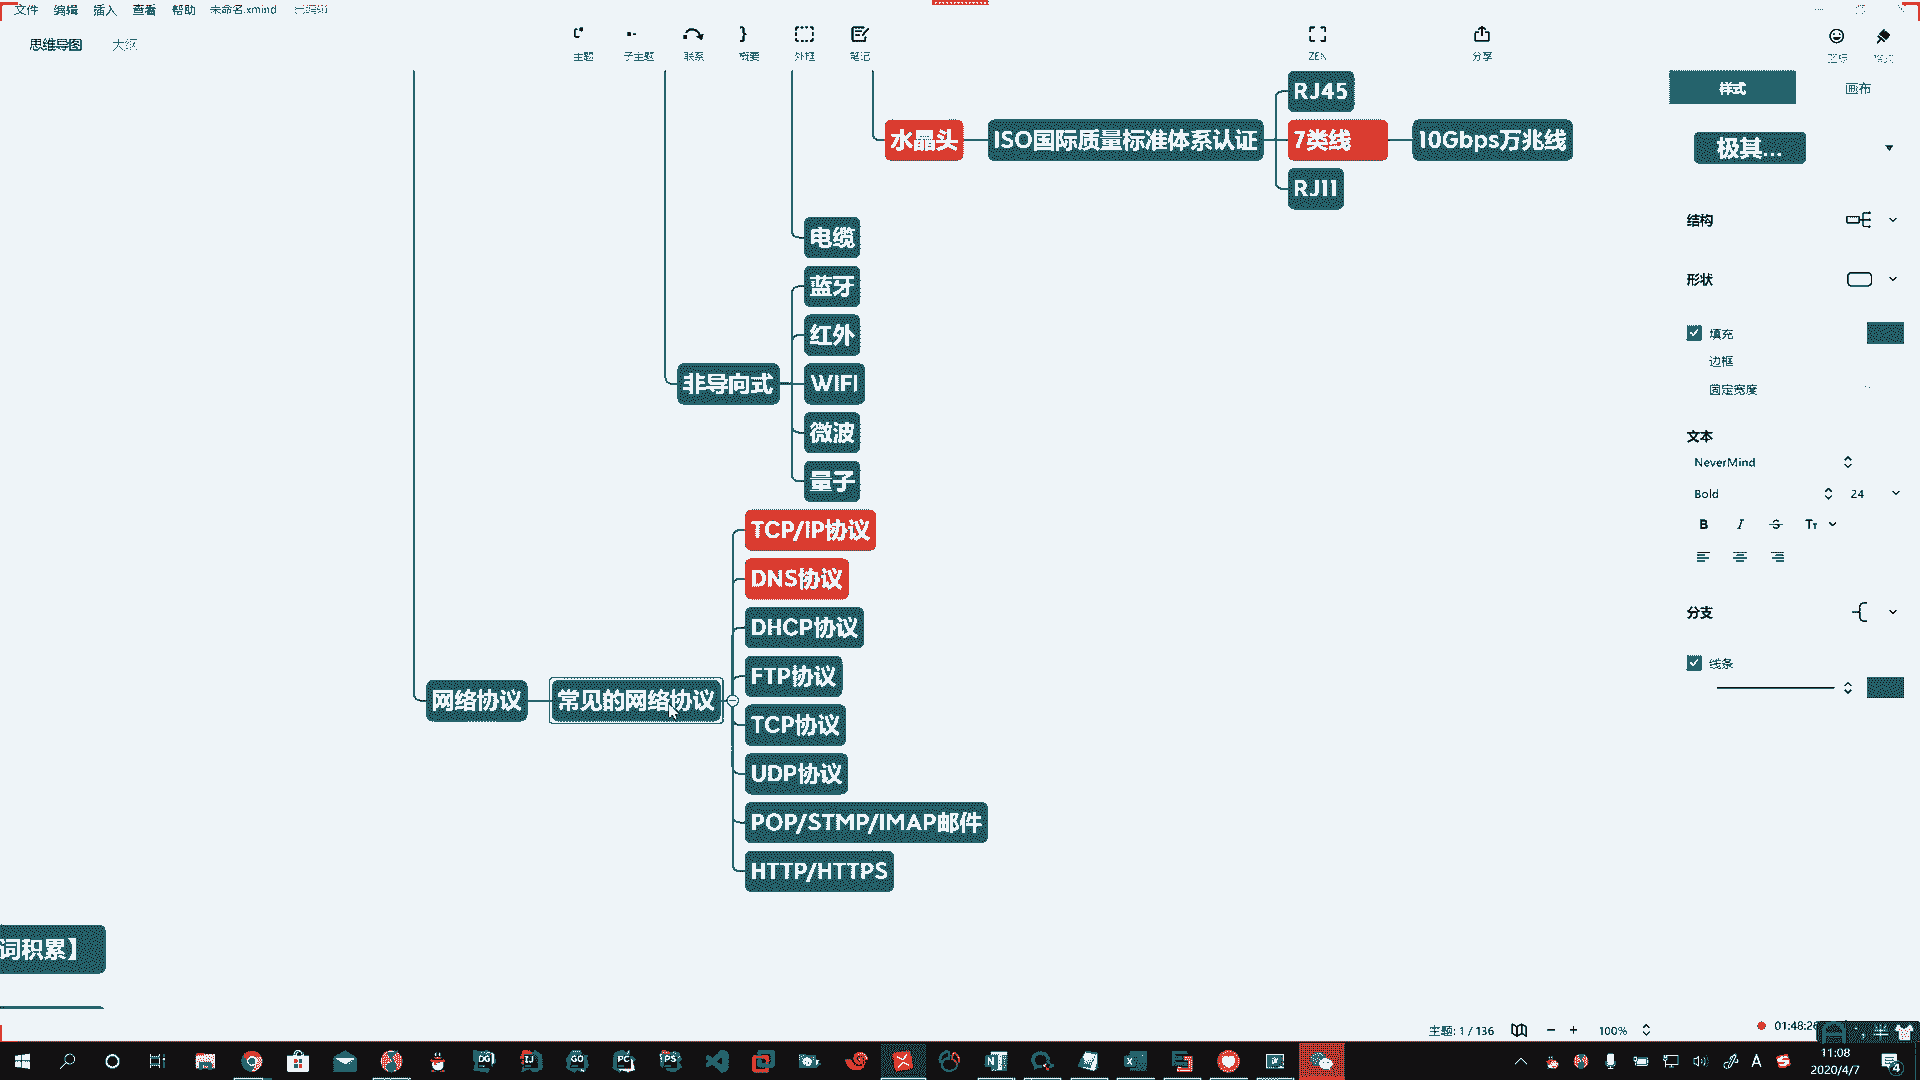 文件 编辑 插入 查看 帮助 未命名.xmind 已编辑
思维导图 大纲
主题 子主题 联系 概要 外框 笔记 ZEN 分享
样式 画布
极其...
结构
形状
填充
边框
固定宽度
文本
NeverMind
Bold 24
B I S Tт
分支
线条
RJ45
水晶头 ISO国际质量标准体系认证 7类线 10Gbps万兆线
RJ11
电缆
蓝牙
红外
非导向式 WIFI
微波
量子
TCP/IP协议
DNS协议
DHCP协议
FTP协议
网络协议 常见的网络协议
TCP协议
UDP协议
POP/STMP/IMAP邮件
HTTP/HTTPS
词积累】
主题: 1 / 136 100% 01:48:26
11:08
2020/4/7